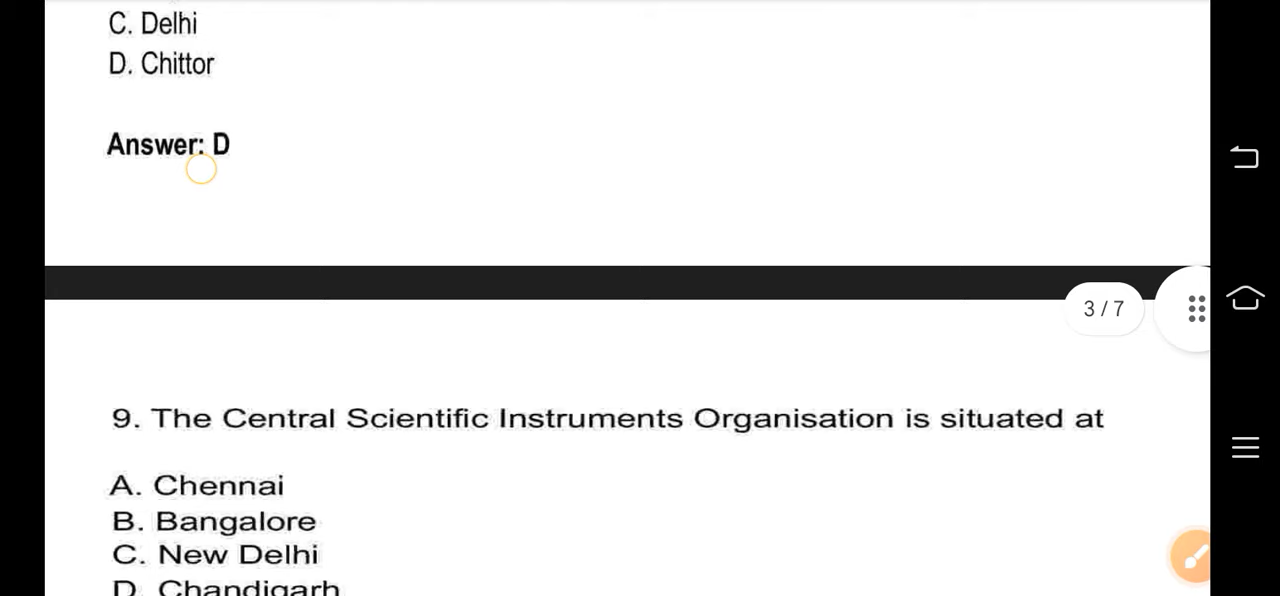 C. Delhi
D. Chittor
Answer: D
3 / 7
9. The Central Scientific Instruments Organisation is situated at
A. Chennai
B. Bangalore
C. New Delhi
D. Chandigarh